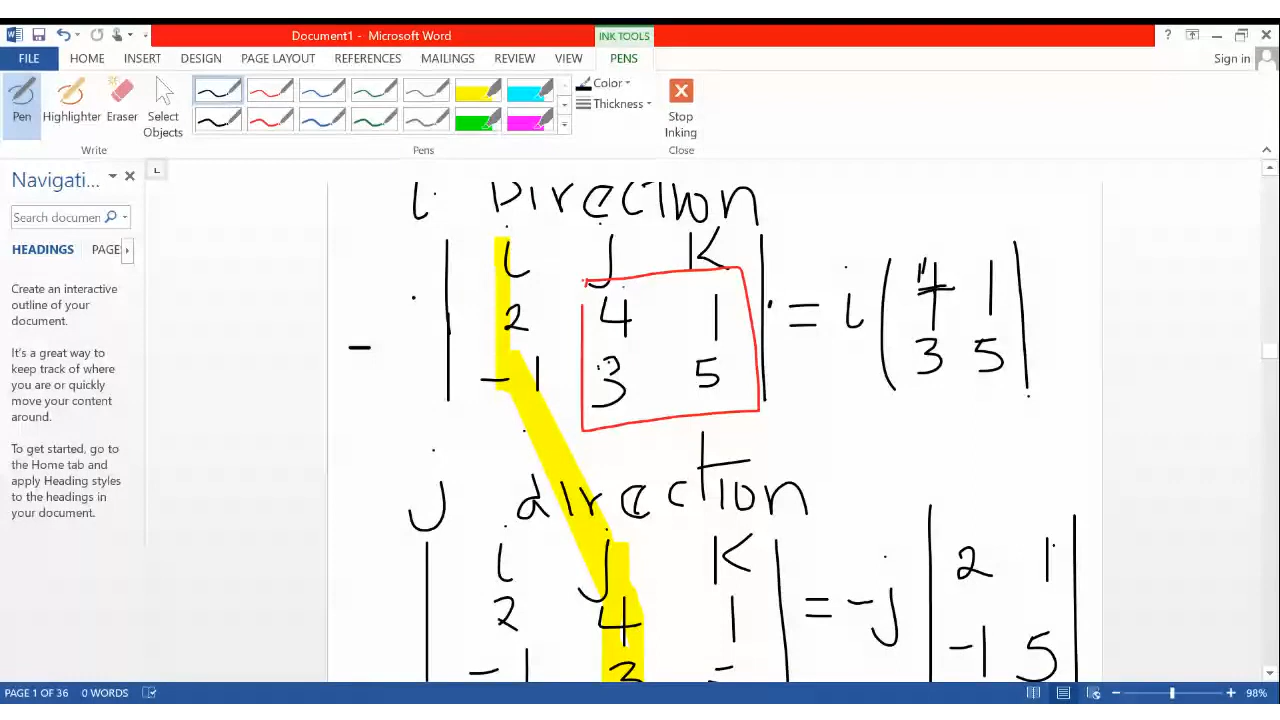 Document1 - Microsoft Word
INK TOOLS
?
FILE HOME INSERT DESIGN PAGE LAYOUT REFERENCES MAILINGS REVIEW VIEW PENS
Sign in
Pen Highlighter Eraser Select Objects
Color
Thickness
Stop Inking
Write Pens Close
Navigati...
Search documen
HEADINGS PAGE
Create an interactive
outline of your
document.
It's a great way to
keep track of where
you are or quickly
move your content
around.
To get started, go to
the Home tab and
apply Heading styles
to the headings in
your document.
i Direction
i j K
2 4 1 = i 4 1
- -1 3 5 3 5
j direction
i j K 2 1
2 4 1 = -j
-1 3 -1 5
PAGE 1 OF 36 0 WORDS 98%